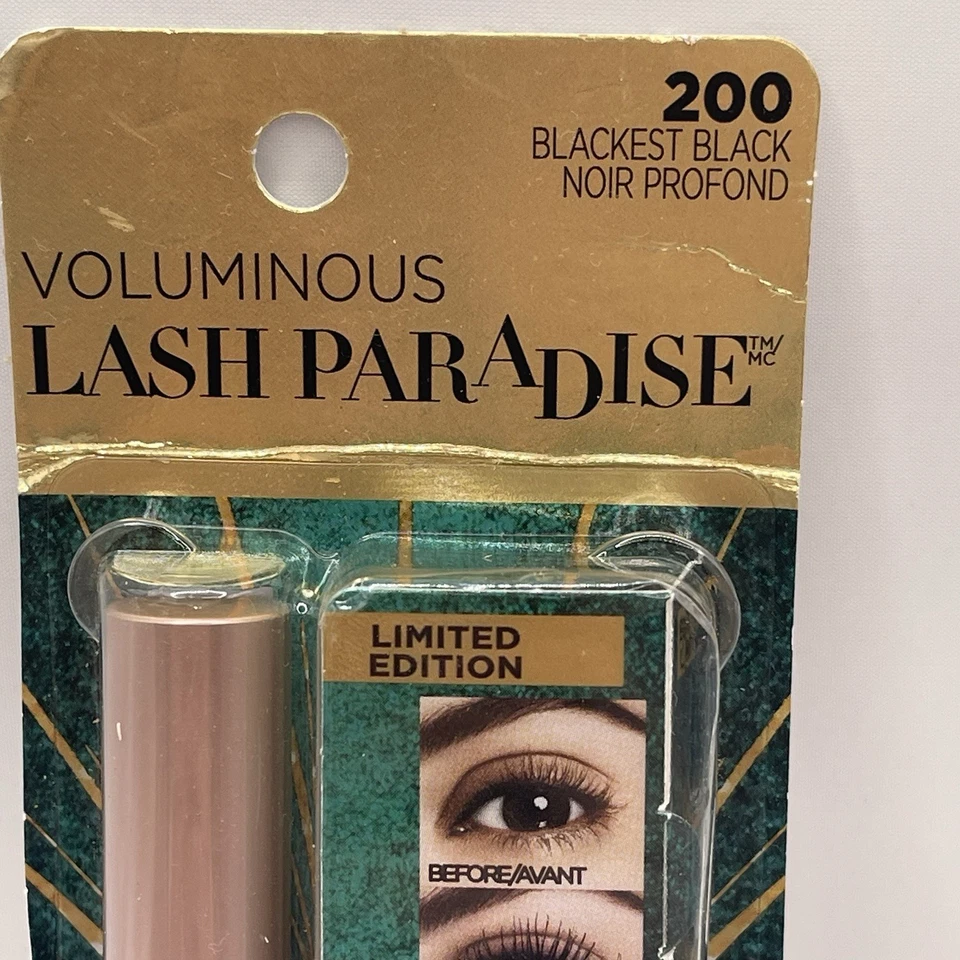 200
BLACKEST BLACK
NOIR PROFOND
VOLUMINOUS
LASH PARADISE™/MC
LIMITED
EDITION
BEFORE/AVANT